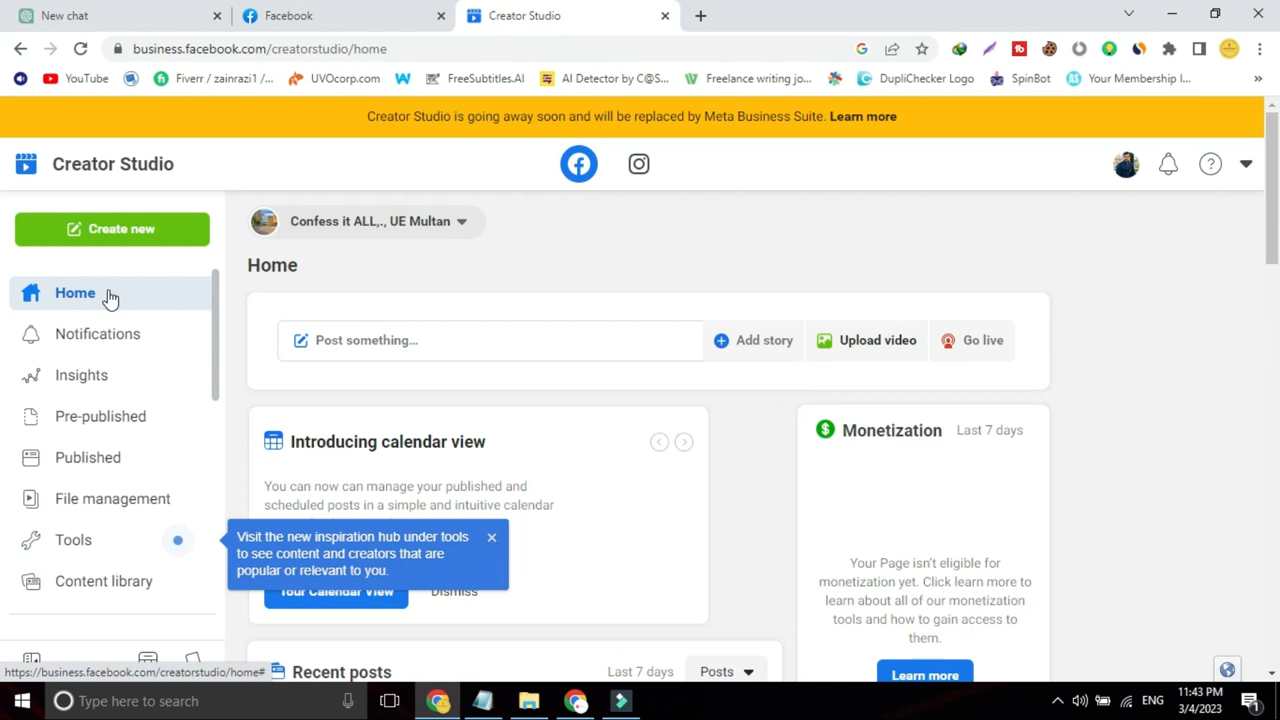 New chat
Facebook
Creator Studio
business.facebook.com/creatorstudio/home
YouTube
Fiverr / zainrazi1 /...
UVOcorp.com
FreeSubtitles.AI
AI Detector by C@S...
Freelance writing jo...
DupliChecker Logo
SpinBot
Your Membership I...
Creator Studio is going away soon and will be replaced by Meta Business Suite. Learn more
Creator Studio
Create new
Home
Notifications
Insights
Pre-published
Published
File management
Tools
Content library
Confess it ALL,., UE Multan
Home
Post something...
Add story
Upload video
Go live
Introducing calendar view
You can now can manage your published and
scheduled posts in a simple and intuitive calendar
Visit the new inspiration hub under tools
to see content and creators that are
popular or relevant to you.
Your Calendar View
Dismiss
Monetization
Last 7 days
Your Page isn't eligible for
monetization yet. Click learn more to
learn about all of our monetization
tools and how to gain access to
them.
Learn more
Recent posts
Last 7 days
Posts
https://business.facebook.com/creatorstudio/home#
Type here to search
ENG
11:43 PM
3/4/2023
1